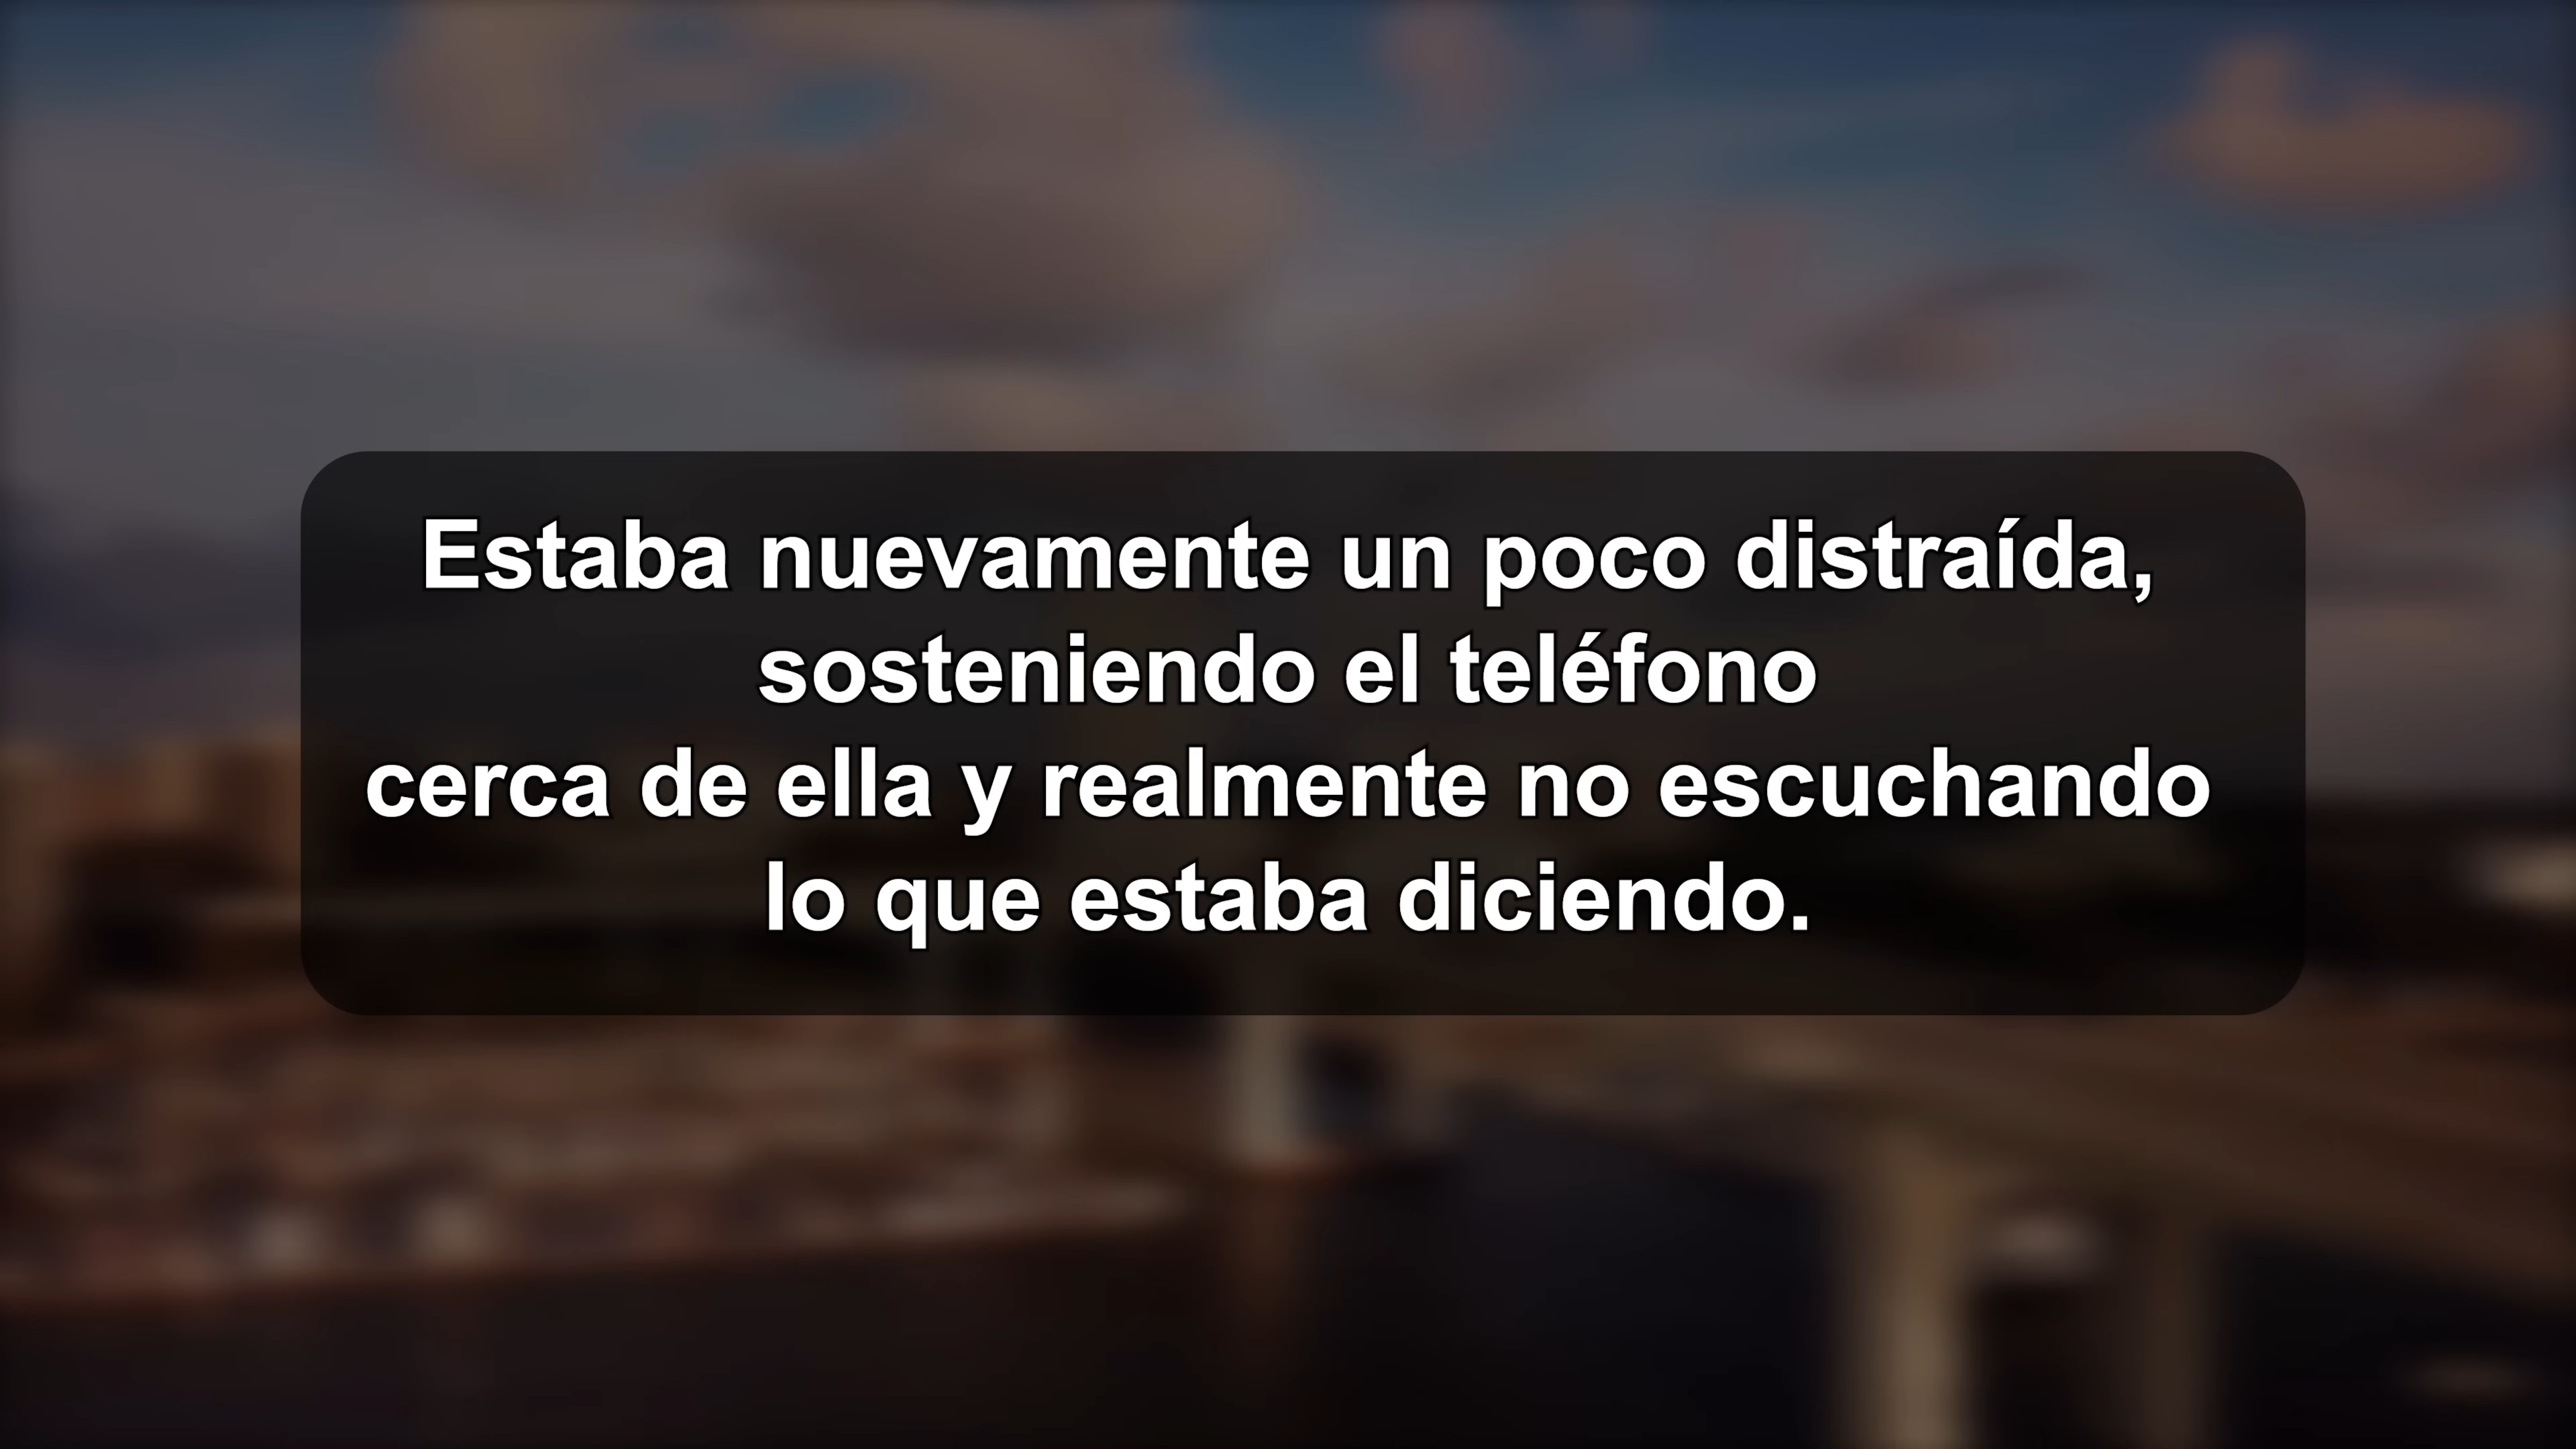 Estaba nuevamente un poco distraída,
sosteniendo el teléfono
cerca de ella y realmente no escuchando
lo que estaba diciendo.